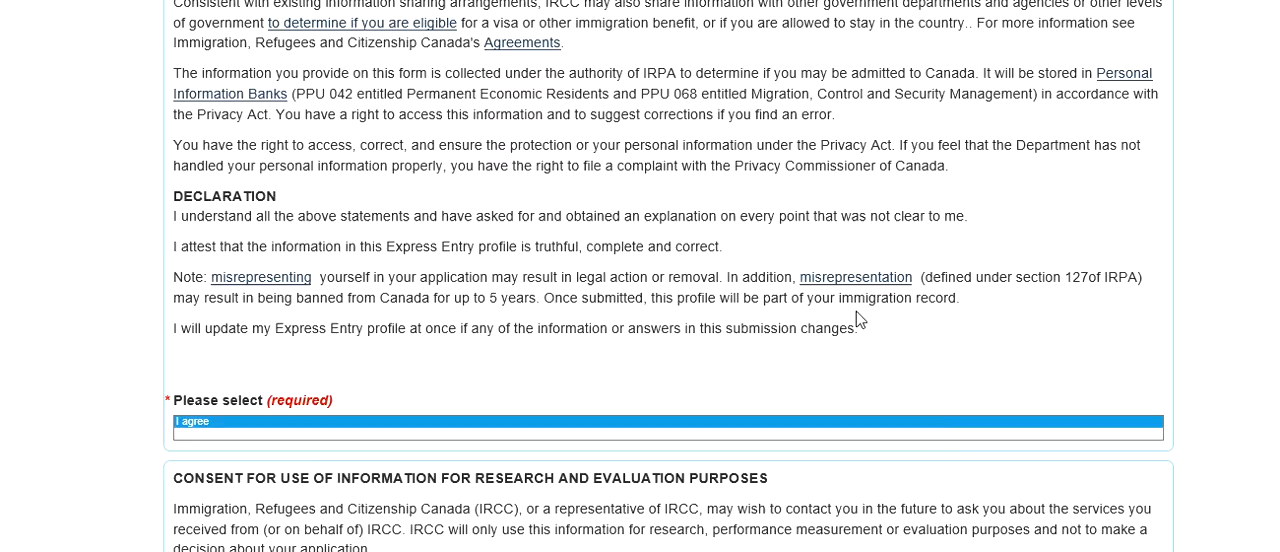 Consistent with existing information sharing arrangements, IRCC may also share information with other government departments and agencies or other levels
of government to determine if you are eligible for a visa or other immigration benefit, or if you are allowed to stay in the country.. For more information see
Immigration, Refugees and Citizenship Canada's Agreements.
The information you provide on this form is collected under the authority of IRPA to determine if you may be admitted to Canada. It will be stored in Personal
Information Banks (PPU 042 entitled Permanent Economic Residents and PPU 068 entitled Migration, Control and Security Management) in accordance with
the Privacy Act. You have a right to access this information and to suggest corrections if you find an error.
You have the right to access, correct, and ensure the protection or your personal information under the Privacy Act. If you feel that the Department has not
handled your personal information properly, you have the right to file a complaint with the Privacy Commissioner of Canada.
DECLARATION
I understand all the above statements and have asked for and obtained an explanation on every point that was not clear to me.
I attest that the information in this Express Entry profile is truthful, complete and correct.
Note: misrepresenting yourself in your application may result in legal action or removal. In addition, misrepresentation (defined under section 127of IRPA)
may result in being banned from Canada for up to 5 years. Once submitted, this profile will be part of your immigration record.
I will update my Express Entry profile at once if any of the information or answers in this submission changes.
* Please select (required)
I agree
CONSENT FOR USE OF INFORMATION FOR RESEARCH AND EVALUATION PURPOSES
Immigration, Refugees and Citizenship Canada (IRCC), or a representative of IRCC, may wish to contact you in the future to ask you about the services you
received from (or on behalf of) IRCC. IRCC will only use this information for research, performance measurement or evaluation purposes and not to make a
decision about your application.